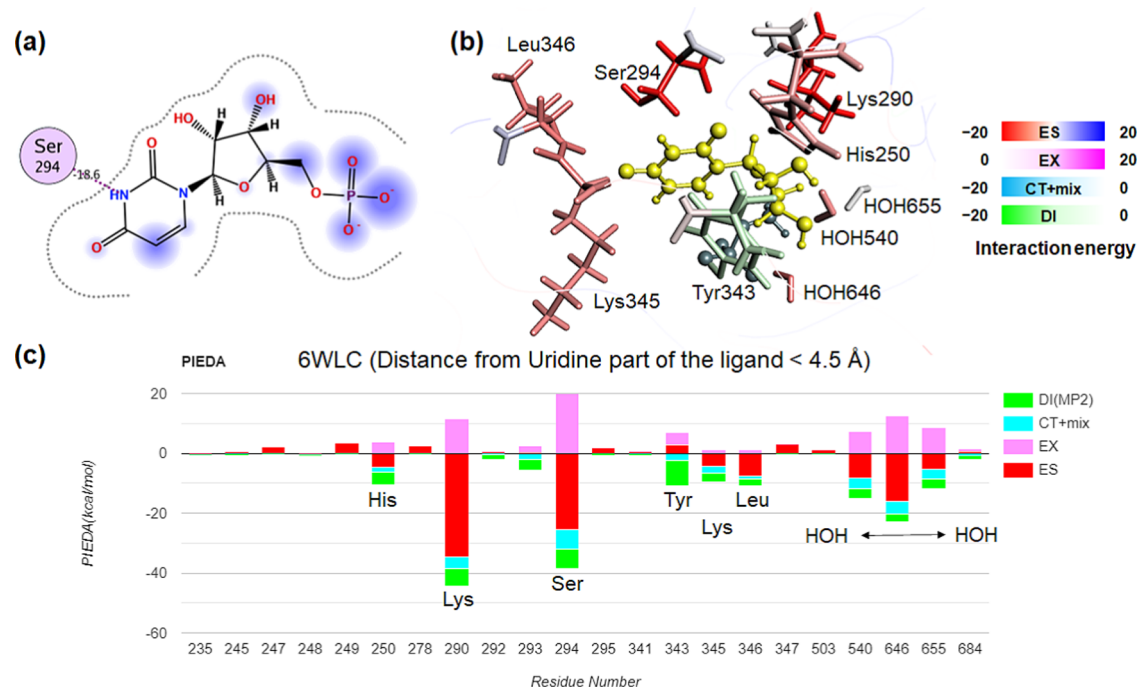 (a)
Ser
294
-18.6
OH
HO
H
H
O
NH
N
H
H
O
O
O
P
O-
O
O-
(b)
Leu346
Ser294
Lys290
His250
HOH655
HOH540
Lys345
Tyr343
HOH646
−20 ES 20
0 EX 20
−20 CT+mix 0
−20 DI 0
Interaction energy
(c)
PIEDA 6WLC (Distance from Uridine part of the ligand < 4.5 Å)
PIEDA(kcal/mol)
20
0
-20
-40
-60
His
Lys
Ser
Tyr
Lys
Leu
HOH HOH
DI(MP2)
CT+mix
EX
ES
235 245 247 248 249 250 278 290 292 293 294 295 341 343 345 346 347 503 540 646 655 684
Residue Number